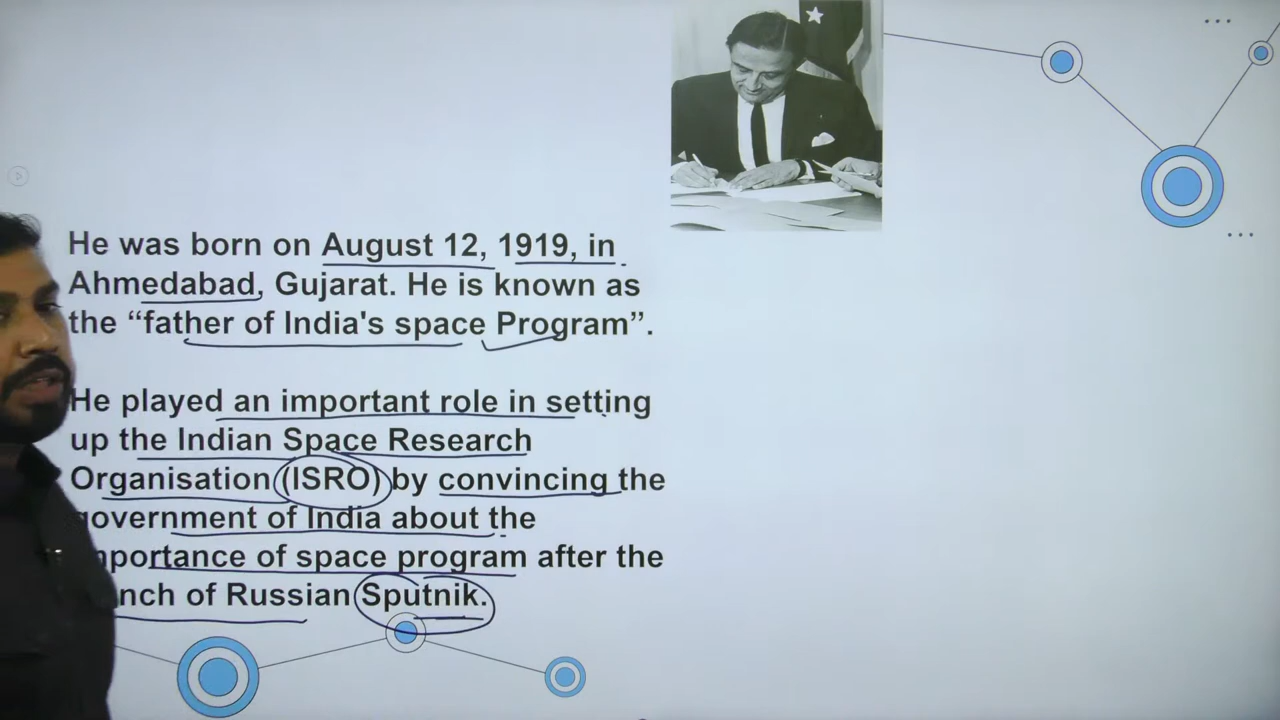 He was born on August 12, 1919, in
Ahmedabad, Gujarat. He is known as
the “father of India's space Program”.
He played an important role in setting
up the Indian Space Research
Organisation (ISRO) by convincing the
government of India about the
importance of space program after the
launch of Russian Sputnik.